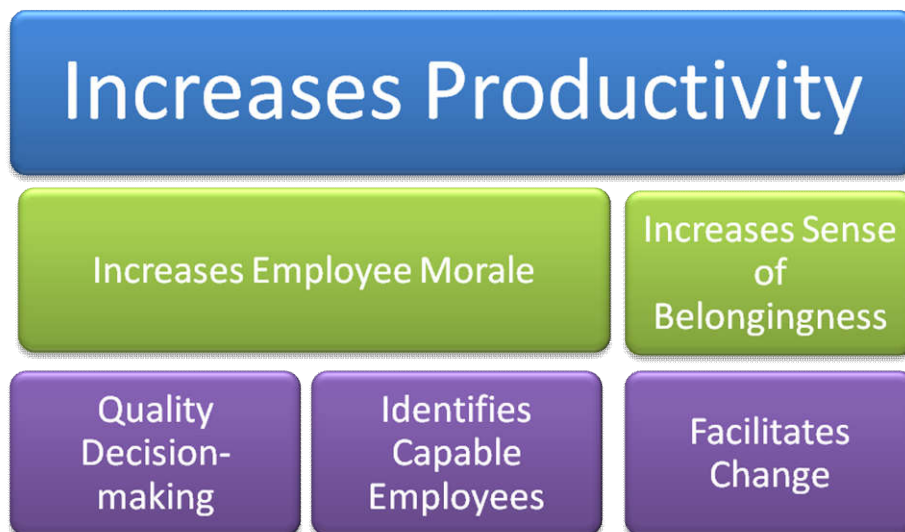 Increases Productivity
Increases Employee Morale
Increases Sense
of
Belongingness
Quality
Decision-
making
Identifies
Capable
Employees
Facilitates
Change